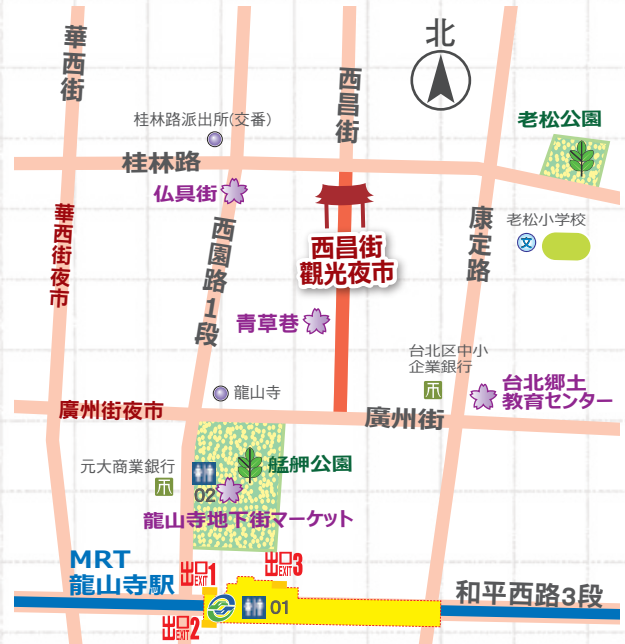 華西街
西昌街
北
桂林路派出所(交番)
老松公園
桂林路
仏具街
華西街夜市
西園路1段
西昌街
觀光夜市
康定路
老松小学校
文
青草巷
台北区中小
企業銀行
台北郷土
教育センター
龍山寺
廣州街夜市
廣州街
元大商業銀行
艋舺公園
02
龍山寺地下街マーケット
MRT
龍山寺駅
出口1
EXIT
出口3
EXIT
出口2
EXIT
01
和平西路3段